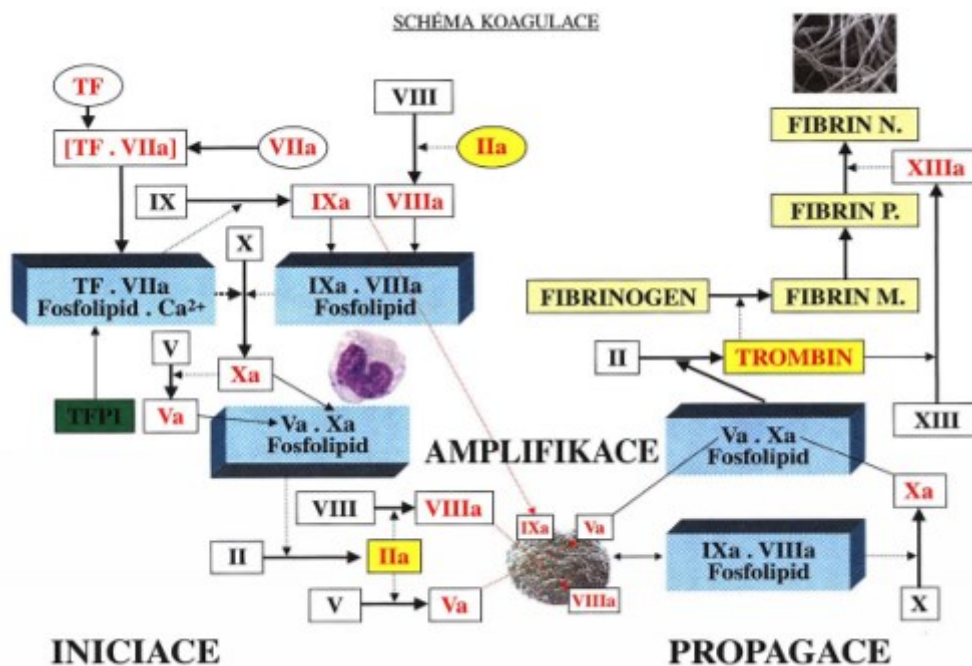 SCHÉMA KOAGULACE
TF
VIII
[TF . VIIa]
VIIa
IIa
FIBRIN N.
XIIIa
IX
IXa
VIIIa
FIBRIN P.
X
TF . VIIa
Fosfolipid . Ca2+
IXa . VIIIa
Fosfolipid
FIBRINOGEN
FIBRIN M.
V
Xa
II
TROMBIN
TFPI
Va
Va . Xa
Fosfolipid
AMPLIFIKACE
Va . Xa
Fosfolipid
XIII
VIII
VIIIa
Xa
IXa
Va
II
IIa
IXa . VIIIa
Fosfolipid
V
Va
VIIIa
X
INICIACE
PROPAGACE